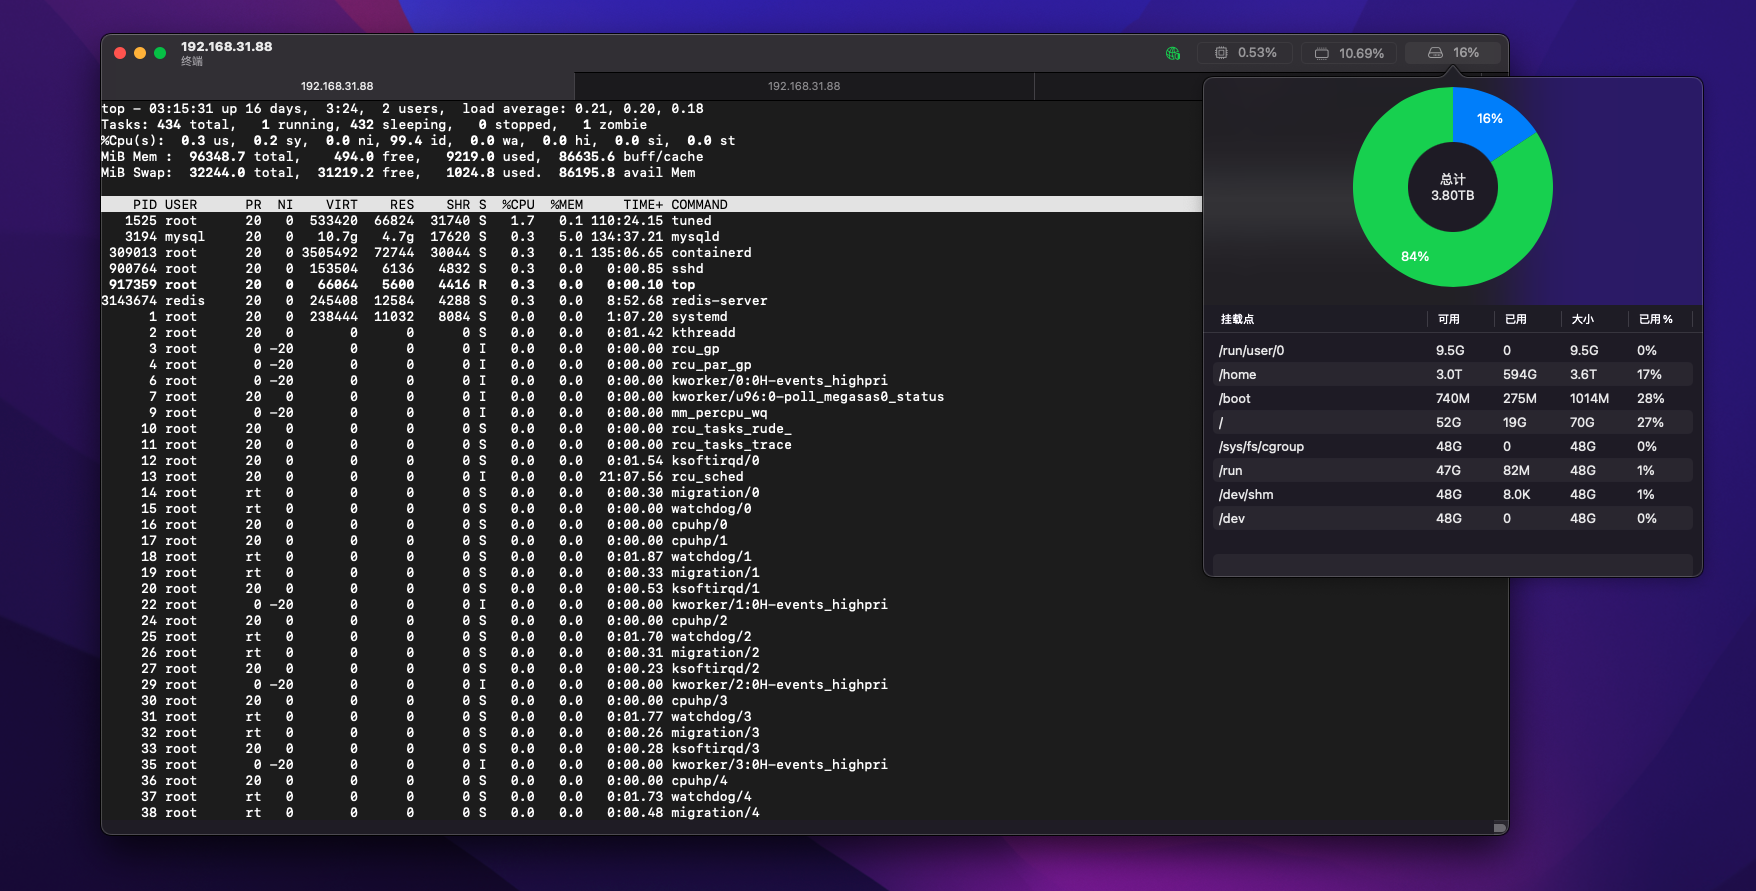 192.168.31.88
终端
0.53%
10.69%
16%
192.168.31.88
192.168.31.88
top - 03:15:31 up 16 days,  3:24,  2 users,  load average: 0.21, 0.20, 0.18
Tasks: 434 total,   1 running, 432 sleeping,   0 stopped,   1 zombie
%Cpu(s):  0.3 us,  0.2 sy,  0.0 ni, 99.4 id,  0.0 wa,  0.0 hi,  0.0 si,  0.0 st
MiB Mem :  96348.7 total,    494.0 free,   9219.0 used,  86635.6 buff/cache
MiB Swap:  32244.0 total,  31219.2 free,   1024.8 used.  86195.8 avail Mem
PID USER      PR  NI    VIRT    RES    SHR S  %CPU  %MEM     TIME+ COMMAND
1525 root      20   0  533420  66824  31740 S   1.7   0.1 110:24.15 tuned
3194 mysql     20   0   10.7g   4.7g  17620 S   0.3   5.0 134:37.21 mysqld
309013 root      20   0 3505492  72744  30044 S   0.3   0.1 135:06.65 containerd
900764 root      20   0  153504   6136   4832 S   0.3   0.0   0:00.85 sshd
917359 root      20   0   66064   5600   4416 R   0.3   0.0   0:00.10 top
3143674 redis     20   0  245408  12584   4288 S   0.3   0.0   8:52.68 redis-server
1 root      20   0  238444  11032   8084 S   0.0   0.0   1:07.20 systemd
2 root      20   0       0      0      0 S   0.0   0.0   0:01.42 kthreadd
3 root       0 -20       0      0      0 I   0.0   0.0   0:00.00 rcu_gp
4 root       0 -20       0      0      0 I   0.0   0.0   0:00.00 rcu_par_gp
6 root       0 -20       0      0      0 I   0.0   0.0   0:00.00 kworker/0:0H-events_highpri
7 root      20   0       0      0      0 I   0.0   0.0   0:00.00 kworker/u96:0-poll_megasas0_status
9 root       0 -20       0      0      0 I   0.0   0.0   0:00.00 mm_percpu_wq
10 root      20   0       0      0      0 S   0.0   0.0   0:00.00 rcu_tasks_rude_
11 root      20   0       0      0      0 S   0.0   0.0   0:00.00 rcu_tasks_trace
12 root      20   0       0      0      0 S   0.0   0.0   0:01.54 ksoftirqd/0
13 root      20   0       0      0      0 I   0.0   0.0  21:07.56 rcu_sched
14 root      rt   0       0      0      0 S   0.0   0.0   0:00.30 migration/0
15 root      rt   0       0      0      0 S   0.0   0.0   0:00.00 watchdog/0
16 root      20   0       0      0      0 S   0.0   0.0   0:00.00 cpuhp/0
17 root      20   0       0      0      0 S   0.0   0.0   0:00.00 cpuhp/1
18 root      rt   0       0      0      0 S   0.0   0.0   0:01.87 watchdog/1
19 root      rt   0       0      0      0 S   0.0   0.0   0:00.33 migration/1
20 root      20   0       0      0      0 S   0.0   0.0   0:00.53 ksoftirqd/1
22 root       0 -20       0      0      0 I   0.0   0.0   0:00.00 kworker/1:0H-events_highpri
24 root      20   0       0      0      0 S   0.0   0.0   0:00.00 cpuhp/2
25 root      rt   0       0      0      0 S   0.0   0.0   0:01.70 watchdog/2
26 root      rt   0       0      0      0 S   0.0   0.0   0:00.31 migration/2
27 root      20   0       0      0      0 S   0.0   0.0   0:00.23 ksoftirqd/2
29 root       0 -20       0      0      0 I   0.0   0.0   0:00.00 kworker/2:0H-events_highpri
30 root      20   0       0      0      0 S   0.0   0.0   0:00.00 cpuhp/3
31 root      rt   0       0      0      0 S   0.0   0.0   0:01.77 watchdog/3
32 root      rt   0       0      0      0 S   0.0   0.0   0:00.26 migration/3
33 root      20   0       0      0      0 S   0.0   0.0   0:00.28 ksoftirqd/3
35 root       0 -20       0      0      0 I   0.0   0.0   0:00.00 kworker/3:0H-events_highpri
36 root      20   0       0      0      0 S   0.0   0.0   0:00.00 cpuhp/4
37 root      rt   0       0      0      0 S   0.0   0.0   0:01.73 watchdog/4
38 root      rt   0       0      0      0 S   0.0   0.0   0:00.48 migration/4
16%
总计
3.80TB
84%
挂载点 可用 已用 大小 已用%
/run/user/0 9.5G 0 9.5G 0%
/home 3.0T 594G 3.6T 17%
/boot 740M 275M 1014M 28%
/ 52G 19G 70G 27%
/sys/fs/cgroup 48G 0 48G 0%
/run 47G 82M 48G 1%
/dev/shm 48G 8.0K 48G 1%
/dev 48G 0 48G 0%